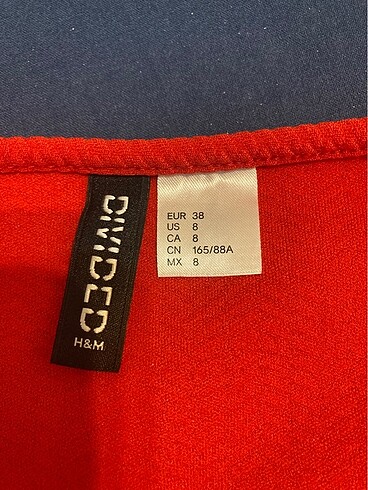 DIVIDED
H&M
EUR 38
US 8
CA 8
CN 165/88A
MX 8